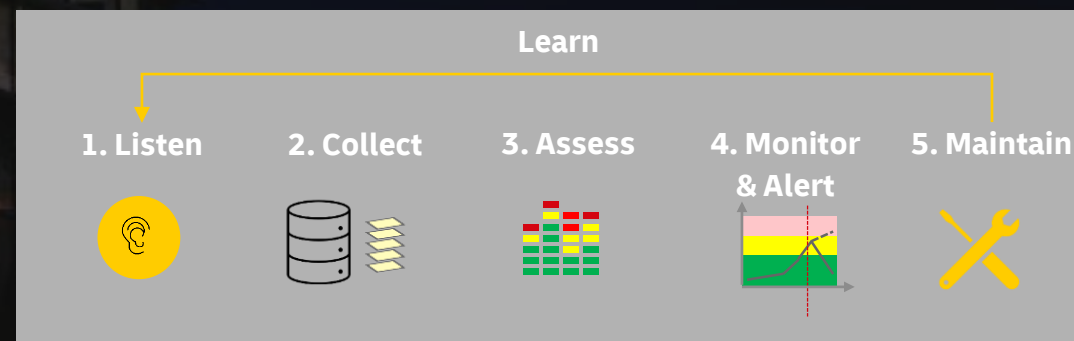 Learn
1. Listen
2. Collect
3. Assess
4. Monitor
& Alert
5. Maintain